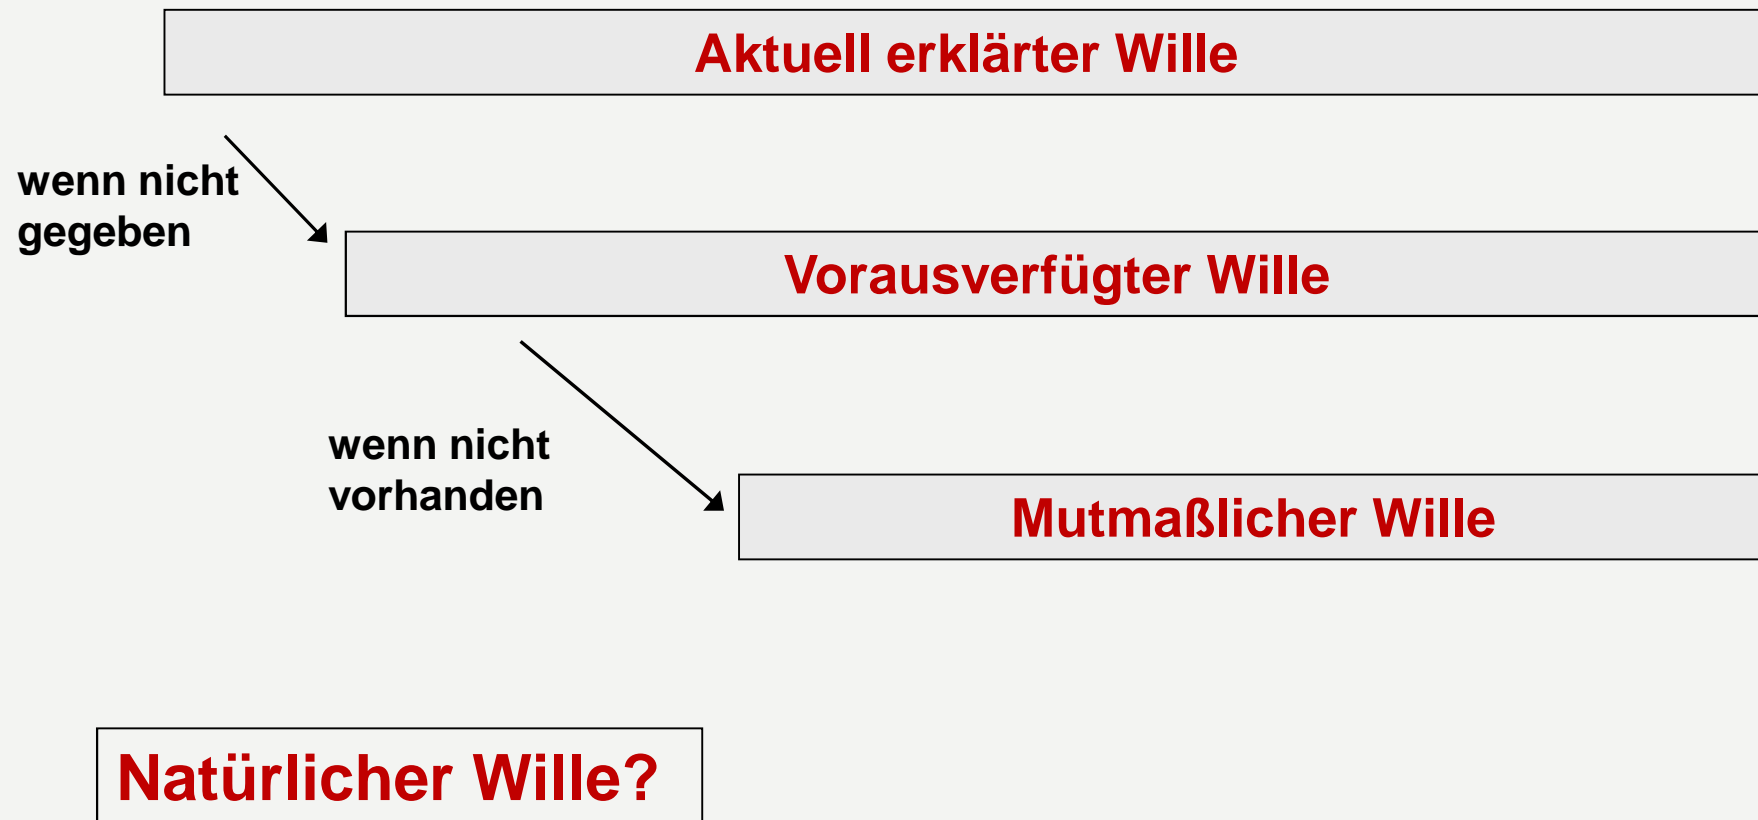 Aktuell erklärter Wille
wenn nicht
gegeben
Vorausverfügter Wille
wenn nicht
vorhanden
Mutmaßlicher Wille
Natürlicher Wille?